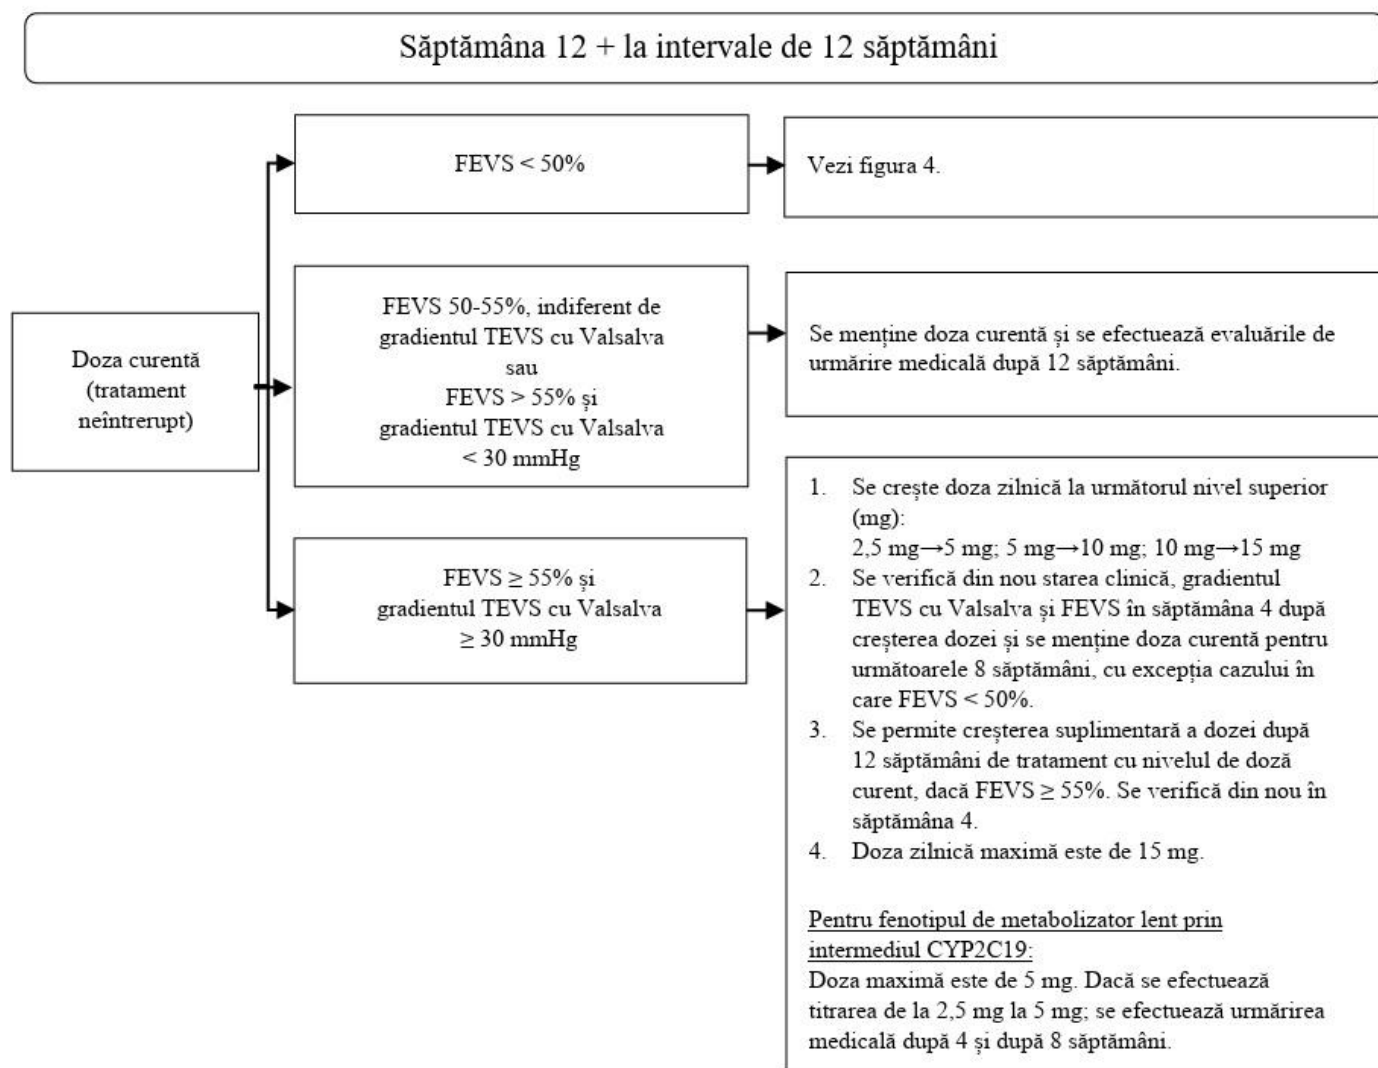 Săptămâna 12 + la intervale de 12 săptămâni
Doza curentă
(tratament
neîntrerupt)
FEVS < 50%
Vezi figura 4.
FEVS 50-55%, indiferent de
gradientul TEVS cu Valsalva
sau
FEVS > 55% și
gradientul TEVS cu Valsalva
< 30 mmHg
Se menține doza curentă și se efectuează evaluările de
urmărire medicală după 12 săptămâni.
FEVS ≥ 55% și
gradientul TEVS cu Valsalva
≥ 30 mmHg
1. Se crește doza zilnică la următorul nivel superior
(mg):
2,5 mg→5 mg; 5 mg→10 mg; 10 mg→15 mg
2. Se verifică din nou starea clinică, gradientul
TEVS cu Valsalva și FEVS în săptămâna 4 după
creșterea dozei și se menține doza curentă pentru
următoarele 8 săptămâni, cu excepția cazului în
care FEVS < 50%.
3. Se permite creșterea suplimentară a dozei după
12 săptămâni de tratament cu nivelul de doză
curent, dacă FEVS ≥ 55%. Se verifică din nou în
săptămâna 4.
4. Doza zilnică maximă este de 15 mg.
Pentru fenotipul de metabolizator lent prin
intermediul CYP2C19:
Doza maximă este de 5 mg. Dacă se efectuează
titrarea de la 2,5 mg la 5 mg; se efectuează urmărirea
medicală după 4 și după 8 săptămâni.